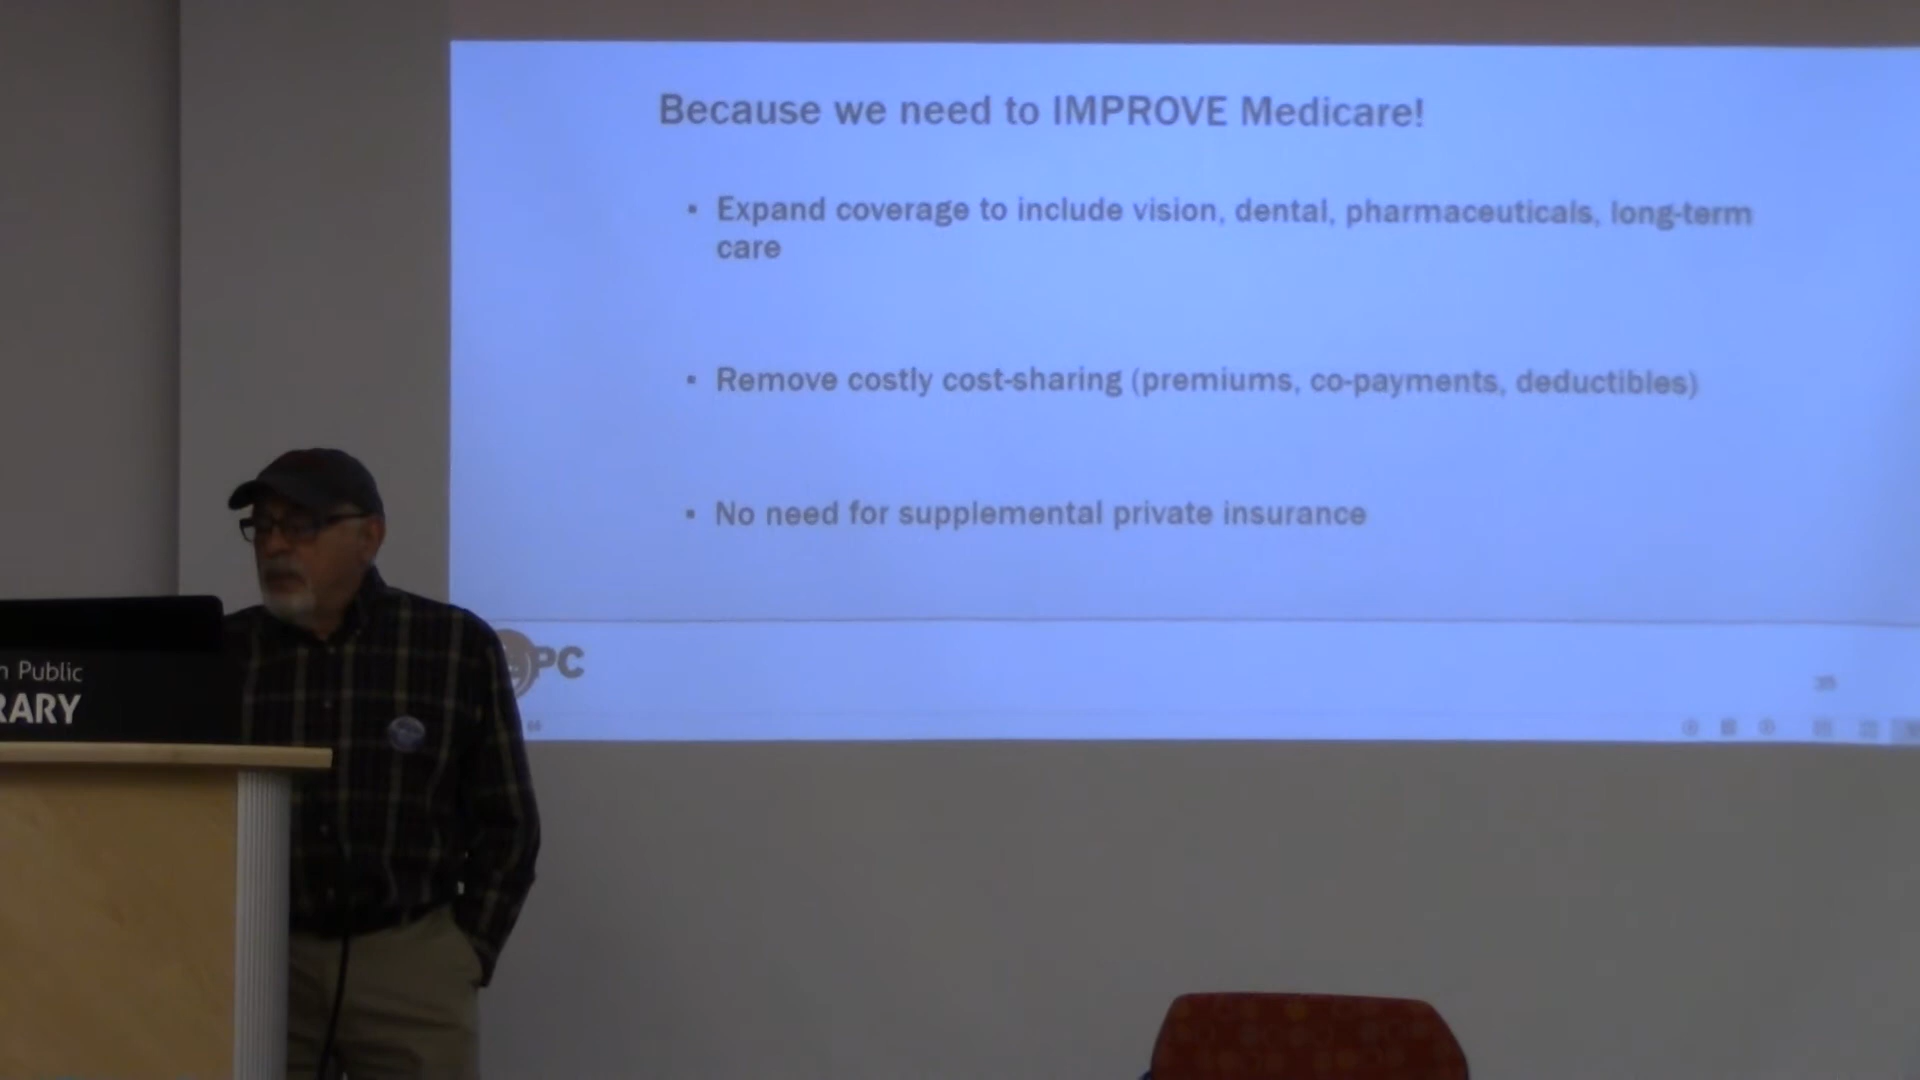 Because we need to IMPROVE Medicare!
▪ Expand coverage to include vision, dental, pharmaceuticals, long-term
care
▪ Remove costly cost-sharing (premiums, co-payments, deductibles)
▪ No need for supplemental private insurance
PC
n Public
RARY